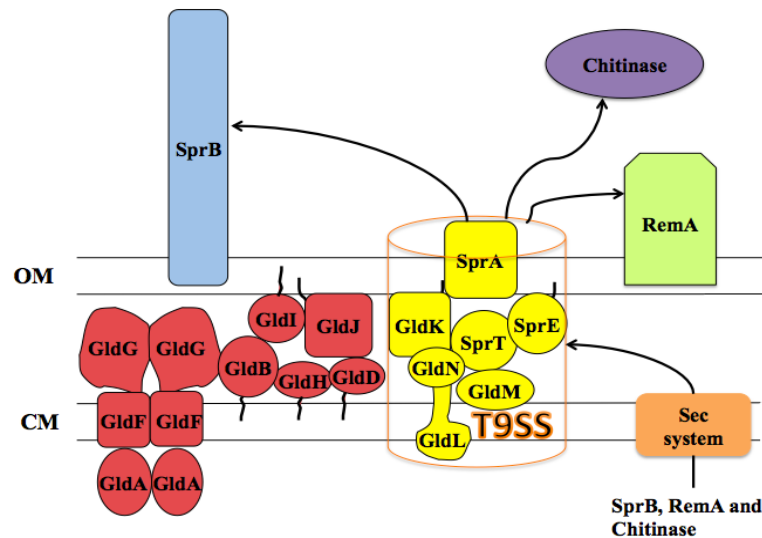 Chitinase
SprB
RemA
SprA
OM
GldI
GldJ
GldK
SprE
GldG
GldG
SprT
GldB
GldN
GldH
GldD
GldM
CM
GldF
GldF
T9SS
Sec
system
GldL
GldA
GldA
SprB, RemA and
Chitinase